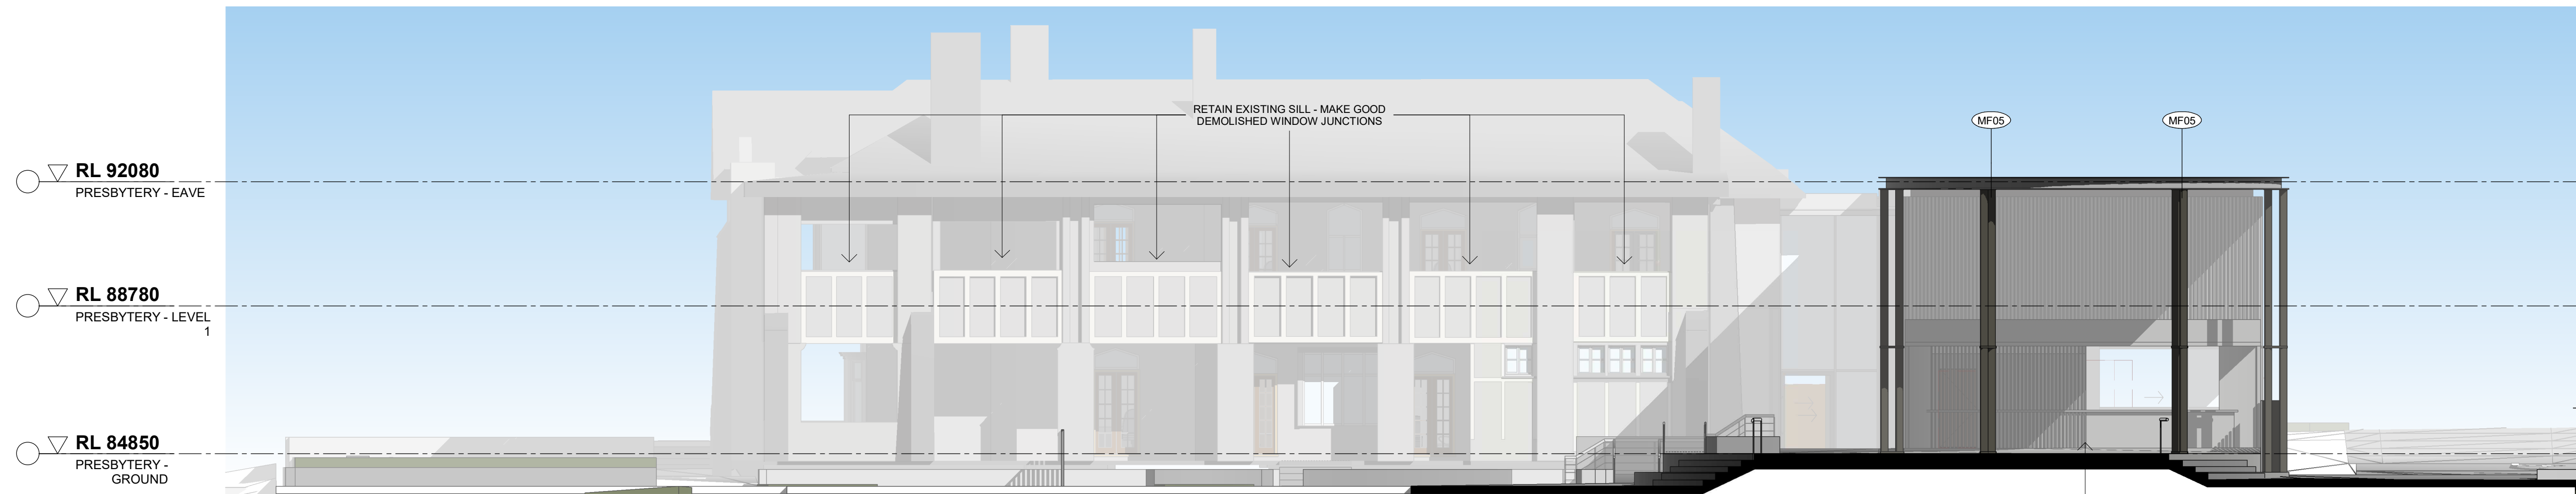 RETAIN EXISTING SILL - MAKE GOOD
DEMOLISHED WINDOW JUNCTIONS
MF05
MF05
RL 92080
PRESBYTERY - EAVE
RL 88780
PRESBYTERY - LEVEL
1
RL 84850
PRESBYTERY -
GROUND